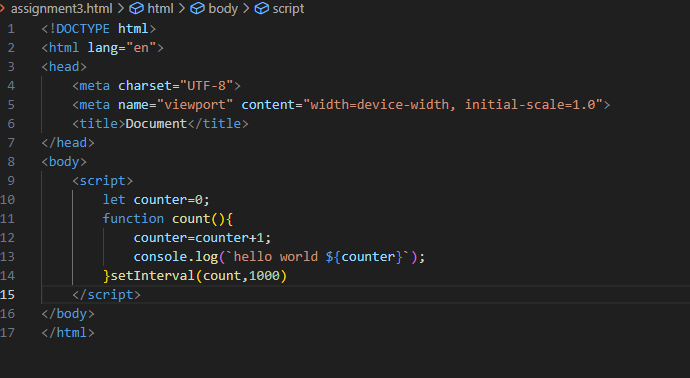 assignment3.html > html > body > script
1 <!DOCTYPE html>
2 <html lang="en">
3 <head>
4     <meta charset="UTF-8">
5     <meta name="viewport" content="width=device-width, initial-scale=1.0">
6     <title>Document</title>
7 </head>
8 <body>
9     <script>
10         let counter=0;
11         function count(){
12             counter=counter+1;
13             console.log(`hello world ${counter}`);
14         }setInterval(count,1000)
15     </script>
16 </body>
17 </html>